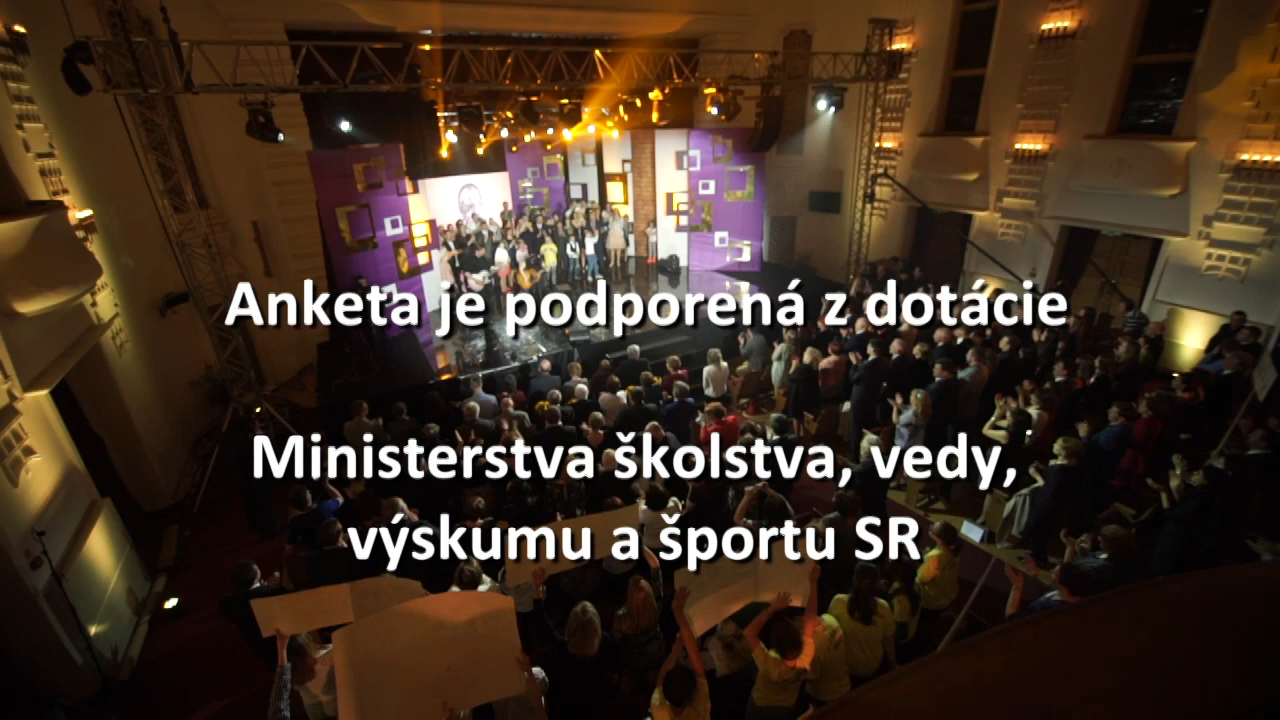 Anketa je podporená z dotácie
Ministerstva školstva, vedy,
výskumu a športu SR